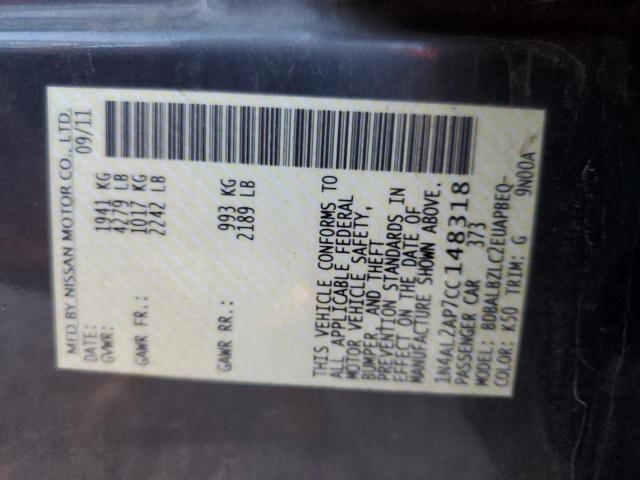 MFD BY NISSAN MOTOR CO., LTD.
DATE: 09/11
GVWR: 1941 KG
4279 LB
GAWR FR.: 1017 KG
2242 LB
GAWR RR.: 993 KG
2189 LB
THIS VEHICLE CONFORMS TO
ALL APPLICABLE FEDERAL
MOTOR VEHICLE SAFETY,
BUMPER, AND THEFT
PREVENTION STANDARDS IN
EFFECT ON THE DATE OF
MANUFACTURE SHOWN ABOVE.
1N4AL2AP7CC148318
PASSENGER CAR 373
MODEL: BDBALBZLC2EUAPBEQ-
COLOR: K50 TRIM: G 9N00A